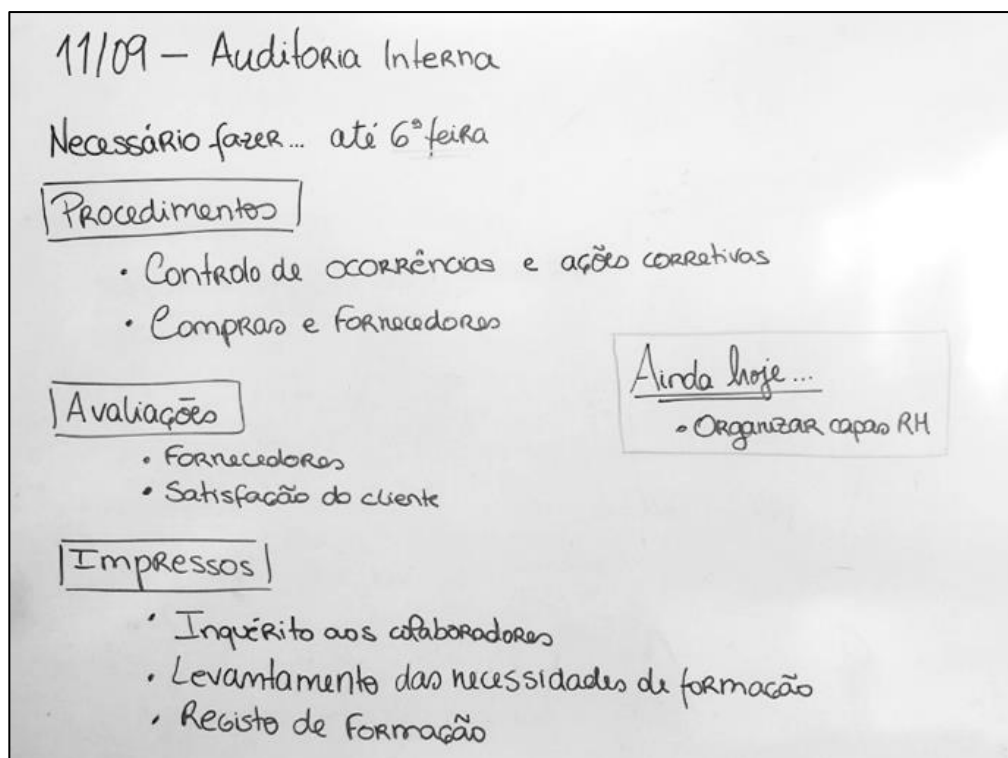 11/09 – Auditoria Interna
Necessário fazer... até 6ª feira
Procedimentos
• Controlo de ocorrências e ações corretivas
• Compras e fornecedores
Avaliações
• Fornecedores
• Satisfação do cliente
Ainda hoje...
• Organizar capas RH
Impressos
• Inquérito aos colaboradores
• Levantamento das necessidades de formação
• Registo de formação